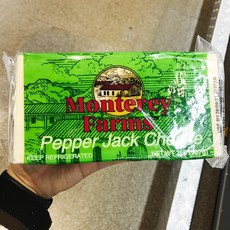 Monterey
Farms
Pepper Jack Cheese
KEEP REFRIGERATED